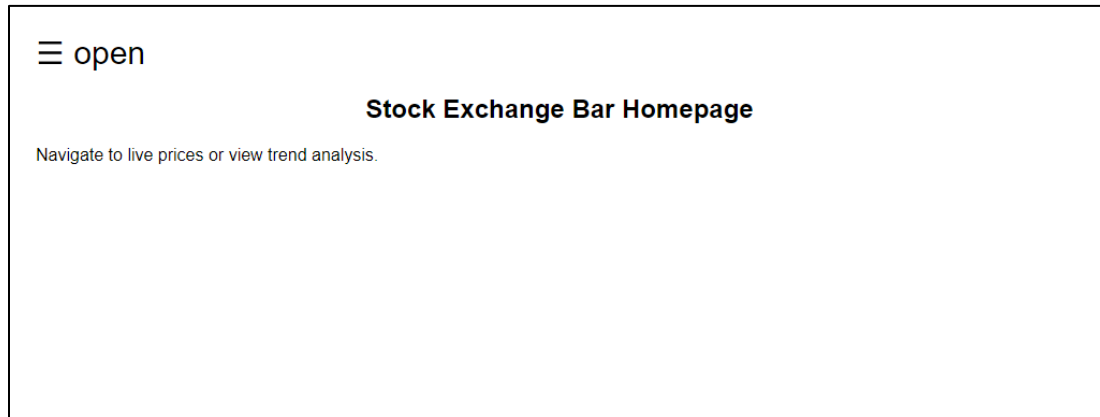 ☰ open
Stock Exchange Bar Homepage
Navigate to live prices or view trend analysis.